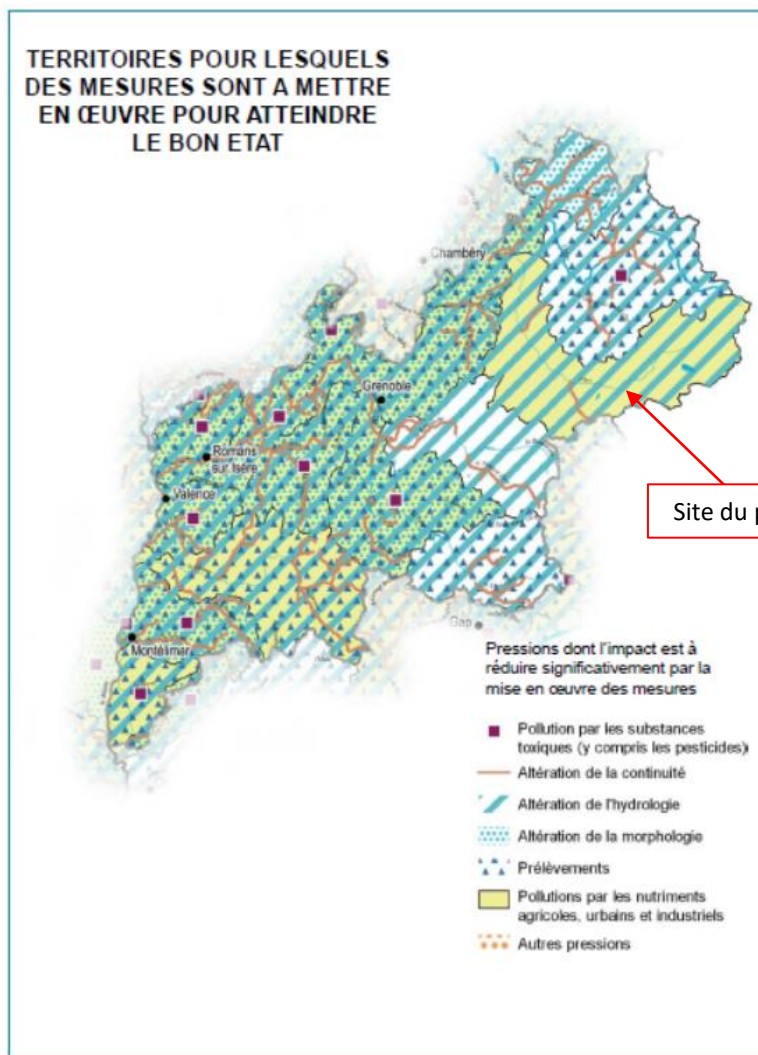 TERRITOIRES POUR LESQUELS
DES MESURES SONT A METTRE
EN ŒUVRE POUR ATTEINDRE
LE BON ETAT
Chambéry
Grenoble
Romans
sur Isère
Valence
Site du p
Gap
Montélimar
Pressions dont l'impact est à
réduire significativement par la
mise en œuvre des mesures
Pollution par les substances
toxiques (y compris les pesticides)
Altération de la continuité
Altération de l'hydrologie
Altération de la morphologie
Prélèvements
Pollutions par les nutriments
agricoles, urbains et industriels
Autres pressions